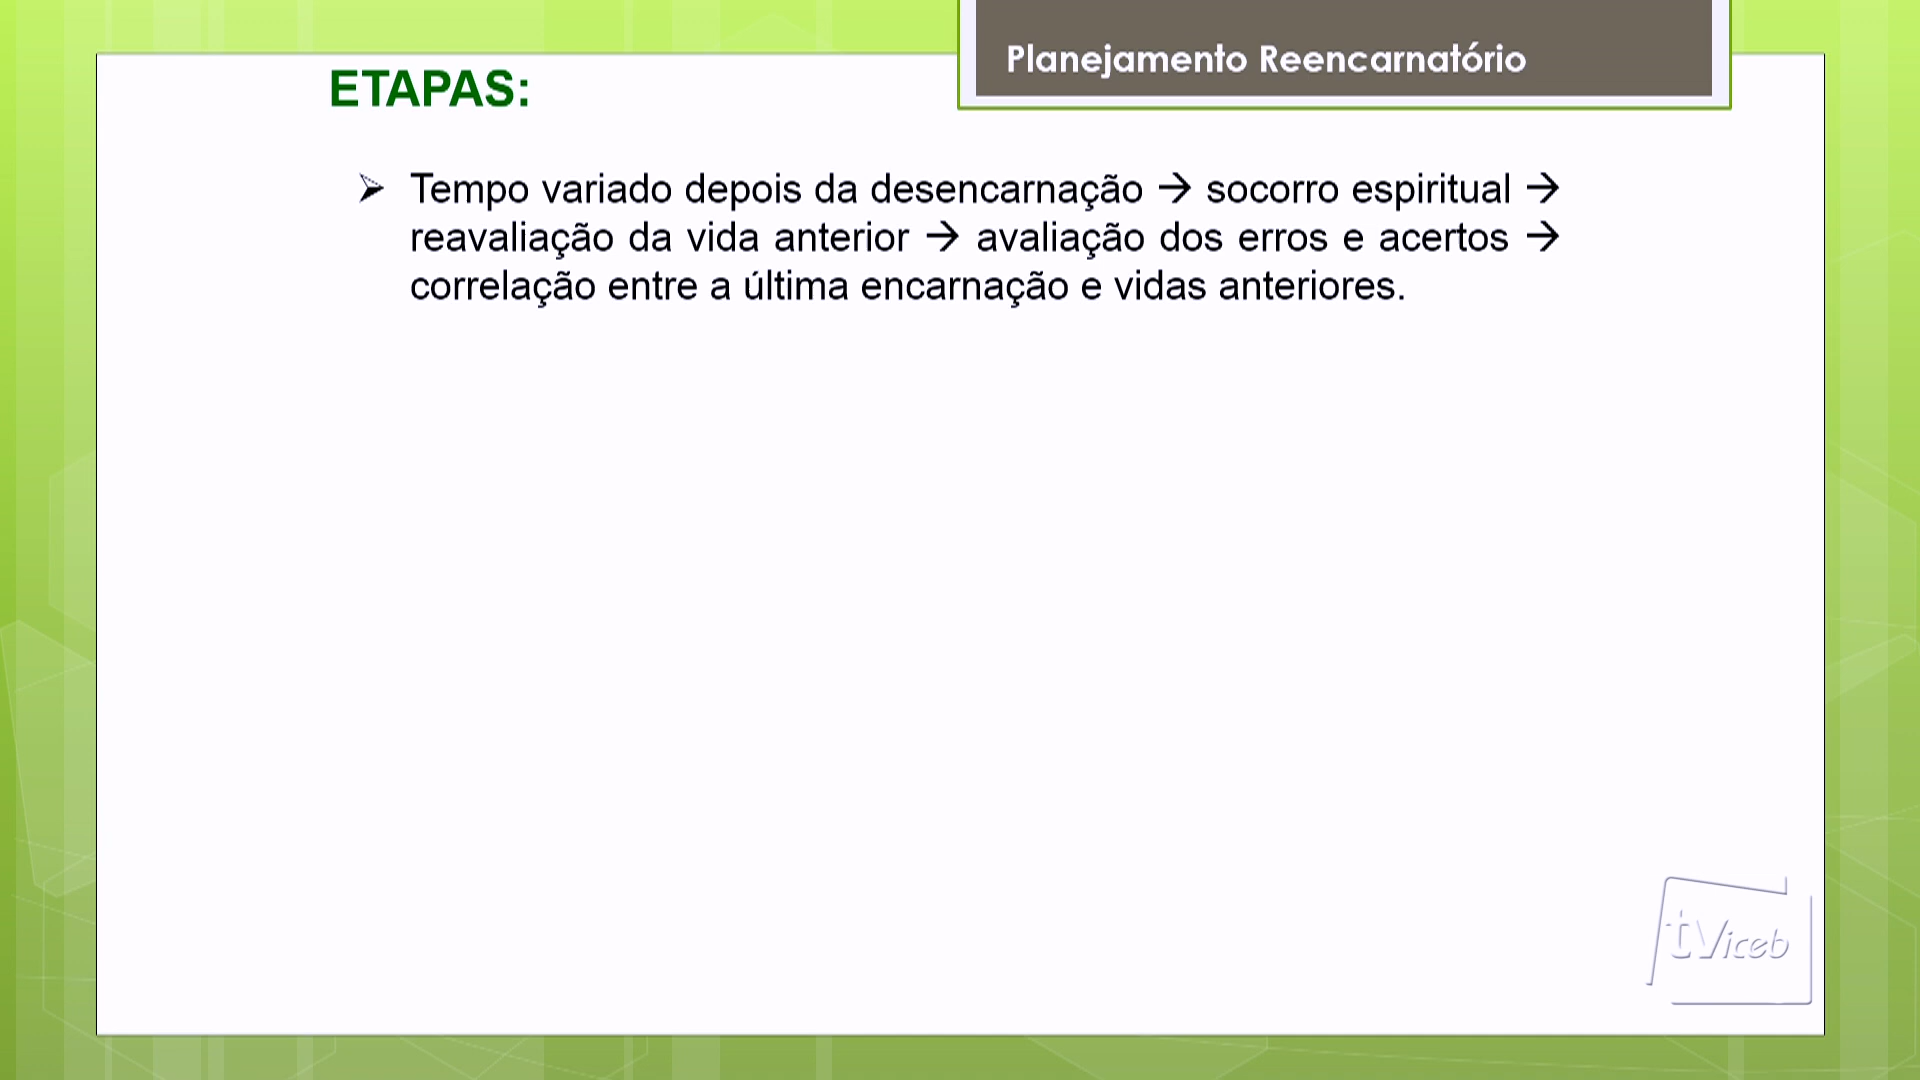 Planejamento Reencarnatório
ETAPAS:
➢ Tempo variado depois da desencarnação → socorro espiritual →
reavaliação da vida anterior → avaliação dos erros e acertos →
correlação entre a última encarnação e vidas anteriores.
tViceb